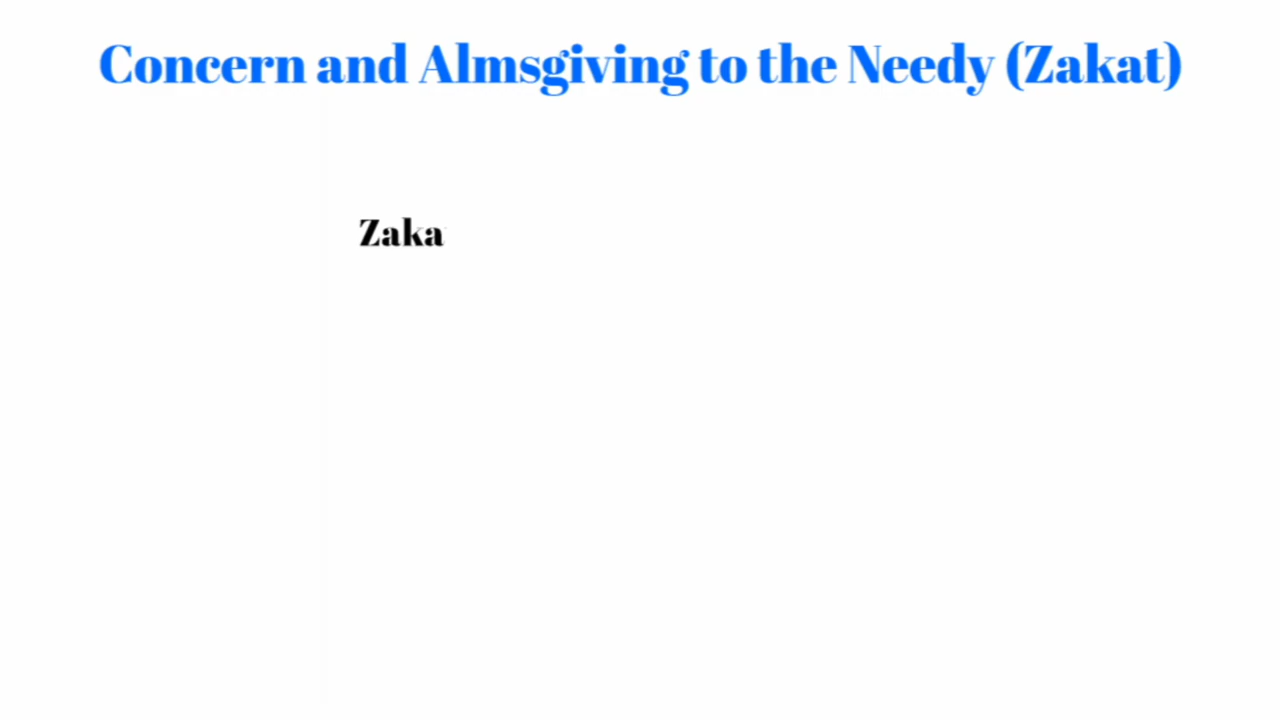 Concern and Almsgiving to the Needy (Zakat)
Zaka